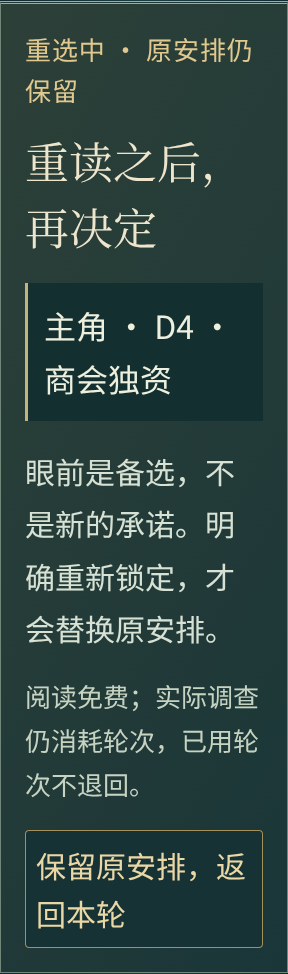 重选中 · 原安排仍
保留
重读之后，
再决定
主角 · D4 ·
商会独资
眼前是备选，不
是新的承诺。明
确重新锁定，才
会替换原安排。
阅读免费；实际调查
仍消耗轮次，已用轮
次不退回。
保留原安排，返
回本轮